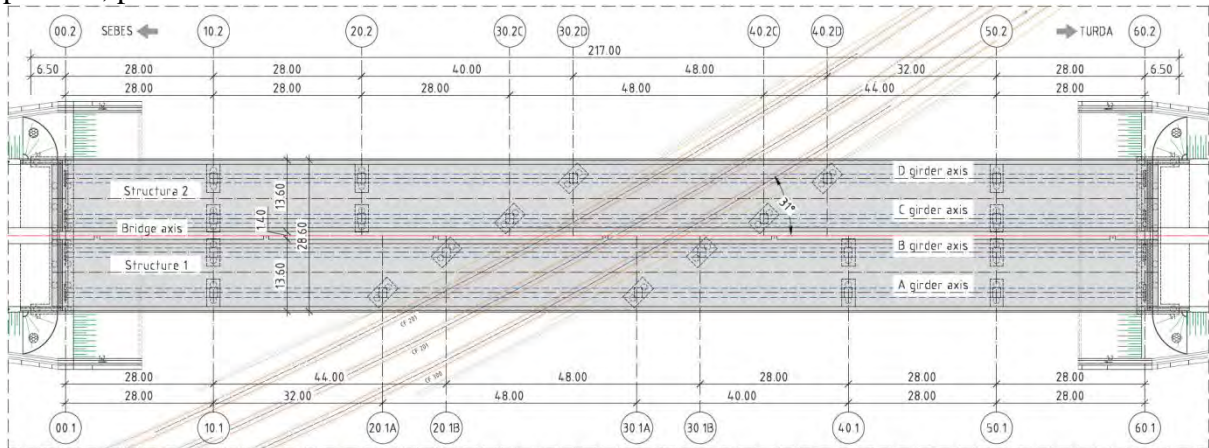 00.2 SEBES 10.2 20.2 30.2C 30.2D 40.2C 40.2D 50.2 TURDA 60.2
217.00
6.50 28.00 28.00 40.00 48.00 32.00 28.00 6.50
28.00 28.00 28.00 48.00 44.00 28.00
D girder axis
Structura 2
13.60
31°
C girder axis
1.40
Bridge axis
28.60
B girder axis
Structure 1
13.60
A girder axis
CF 201
CF 201
CF 300
28.00 44.00 48.00 28.00 28.00 28.00
28.00 32.00 48.00 40.00 28.00 28.00
00.1 10.1 20.1A 20.1B 30.1A 30.1B 40.1 50.1 60.1